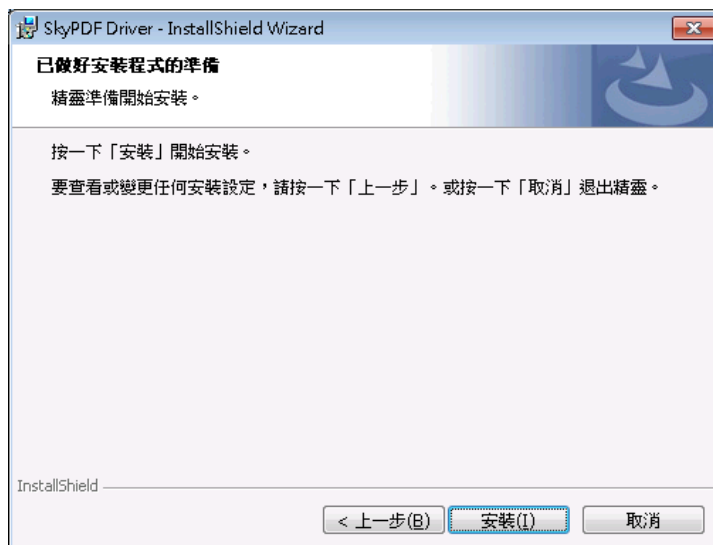 SkyPDF Driver - InstallShield Wizard
已做好安裝程式的準備
精靈準備開始安裝。
按一下「安裝」開始安裝。
要查看或變更任何安裝設定，請按一下「上一步」。或按一下「取消」退出精靈。
InstallShield
< 上一步(B)
安裝(I)
取消